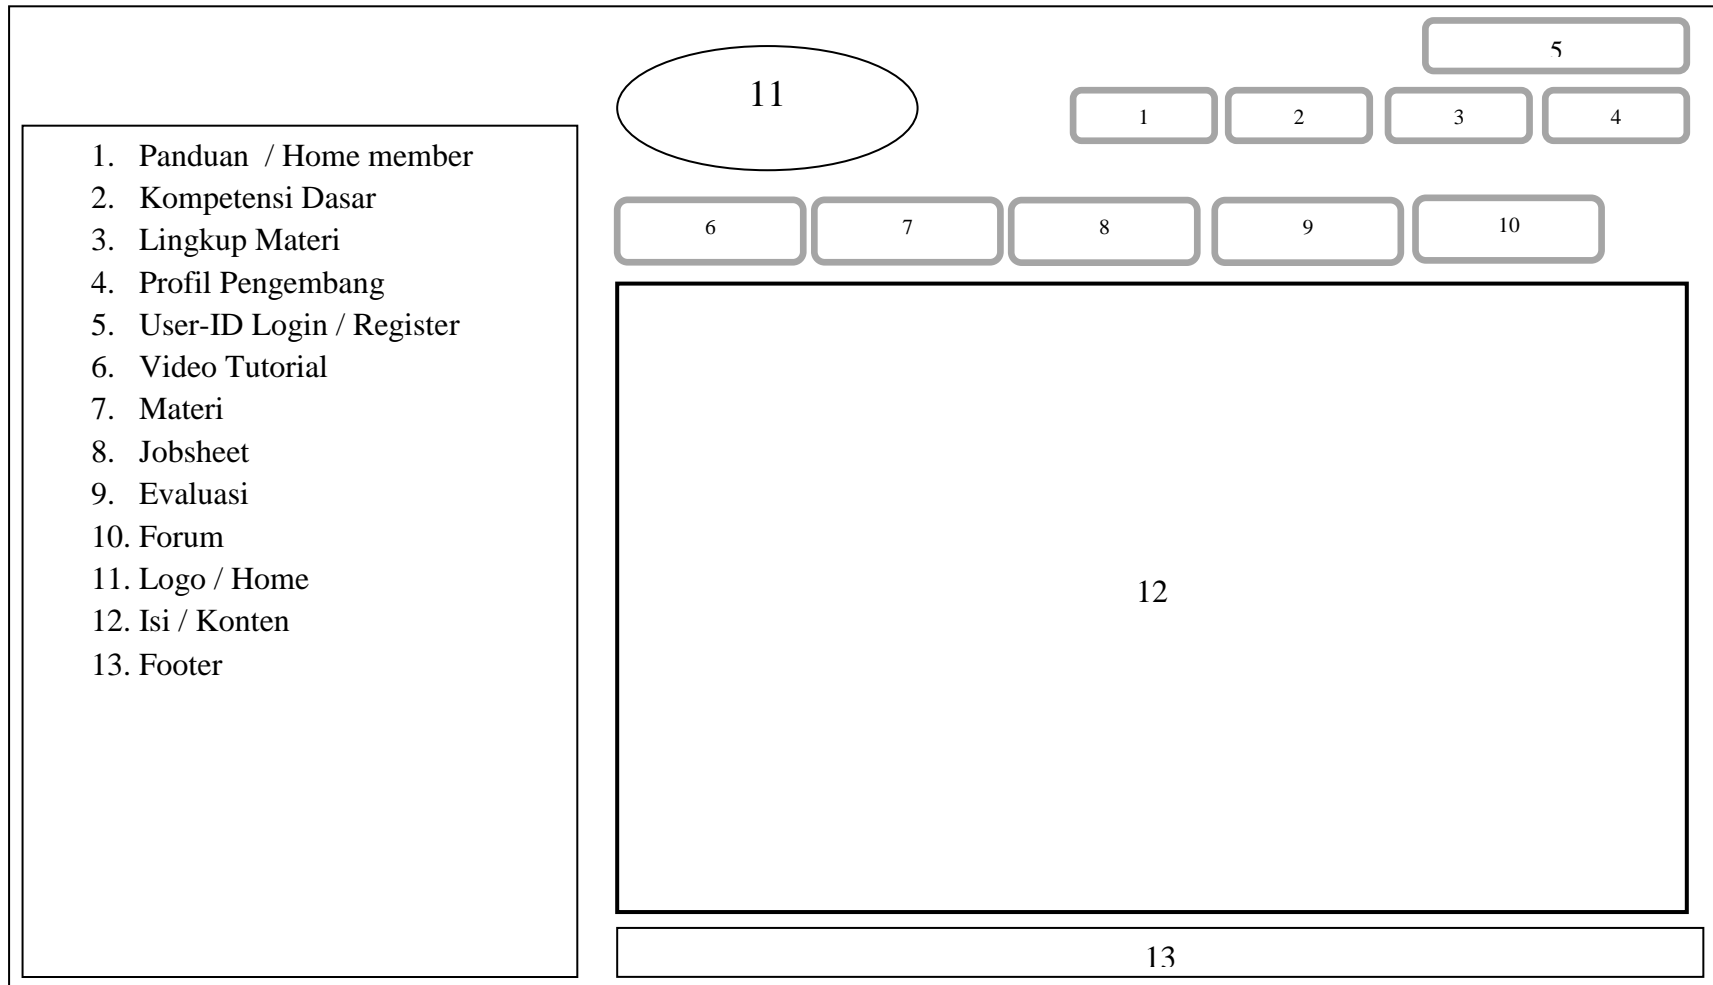 1. Panduan / Home member
2. Kompetensi Dasar
3. Lingkup Materi
4. Profil Pengembang
5. User-ID Login / Register
6. Video Tutorial
7. Materi
8. Jobsheet
9. Evaluasi
10. Forum
11. Logo / Home
12. Isi / Konten
13. Footer
5
11
1 2 3 4
6 7 8 9 10
12
13